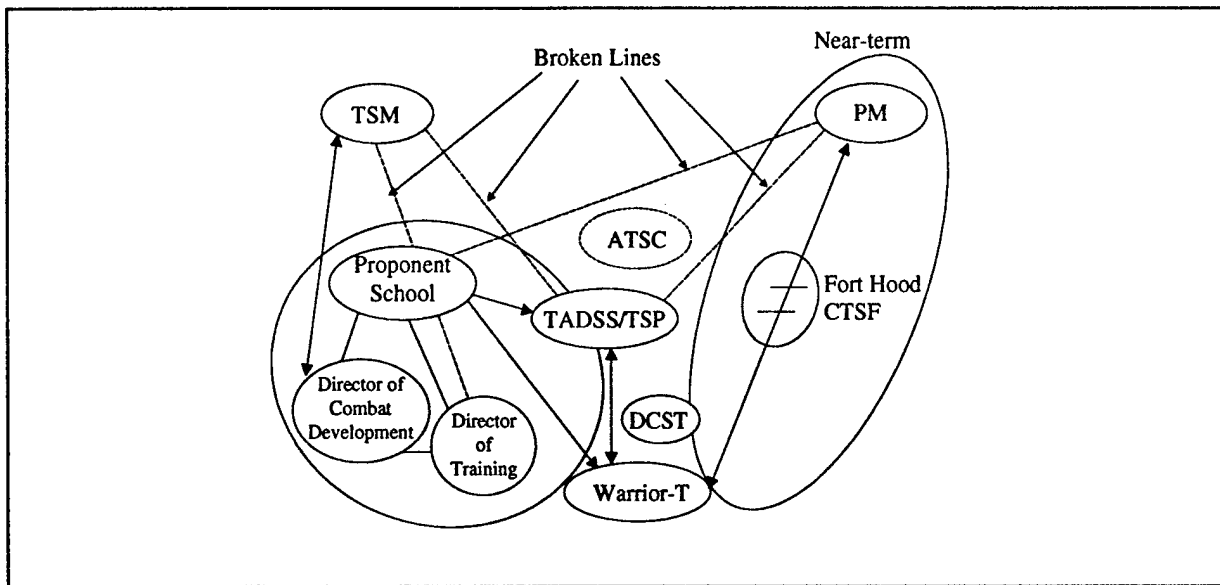 Near-term
Broken Lines
TSM
PM
ATSC
Proponent
School
Fort Hood
CTSF
TADSS/TSP
Director of
Combat
Development
Director
of
Training
DCST
Warrior-T